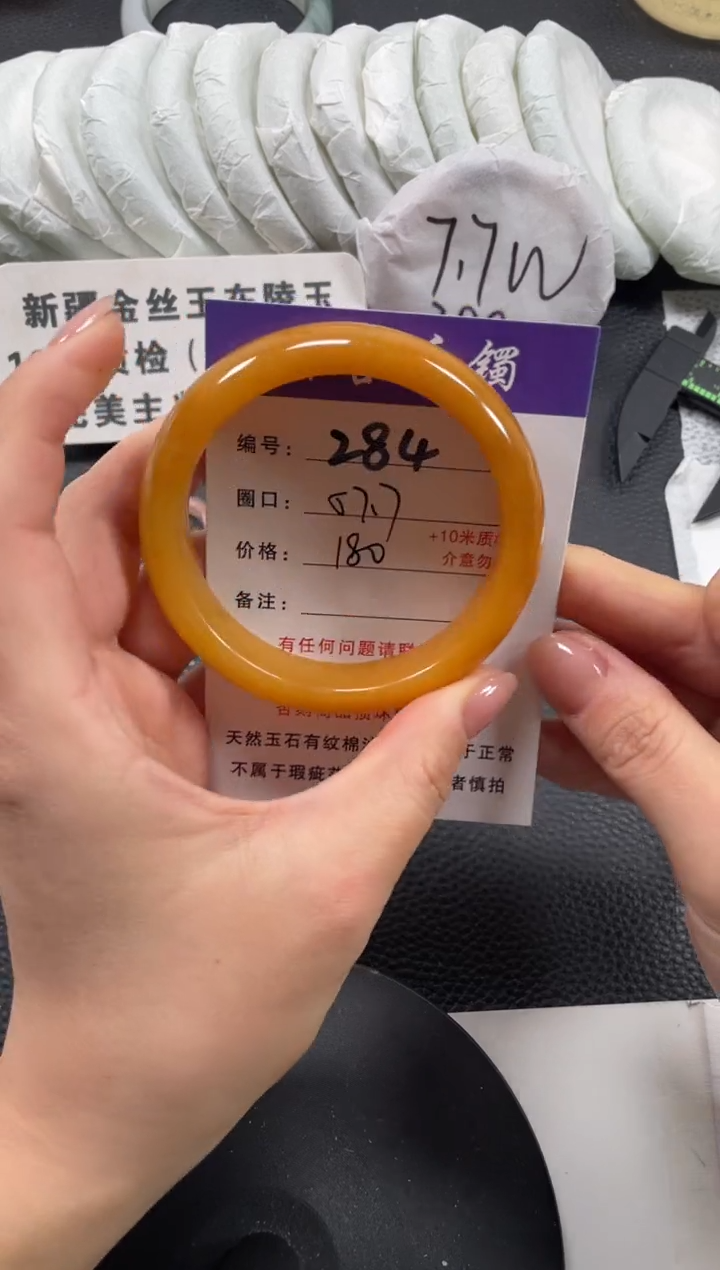 7.7W
新疆金丝玉东陵玉
质检（
美主
手镯
编号： 284
圈口： 57.7
价格： 180
+10米质
介意勿
备注：
有任何问题请联
天然玉石有纹棉 于正常
不属于瑕疵 者慎拍